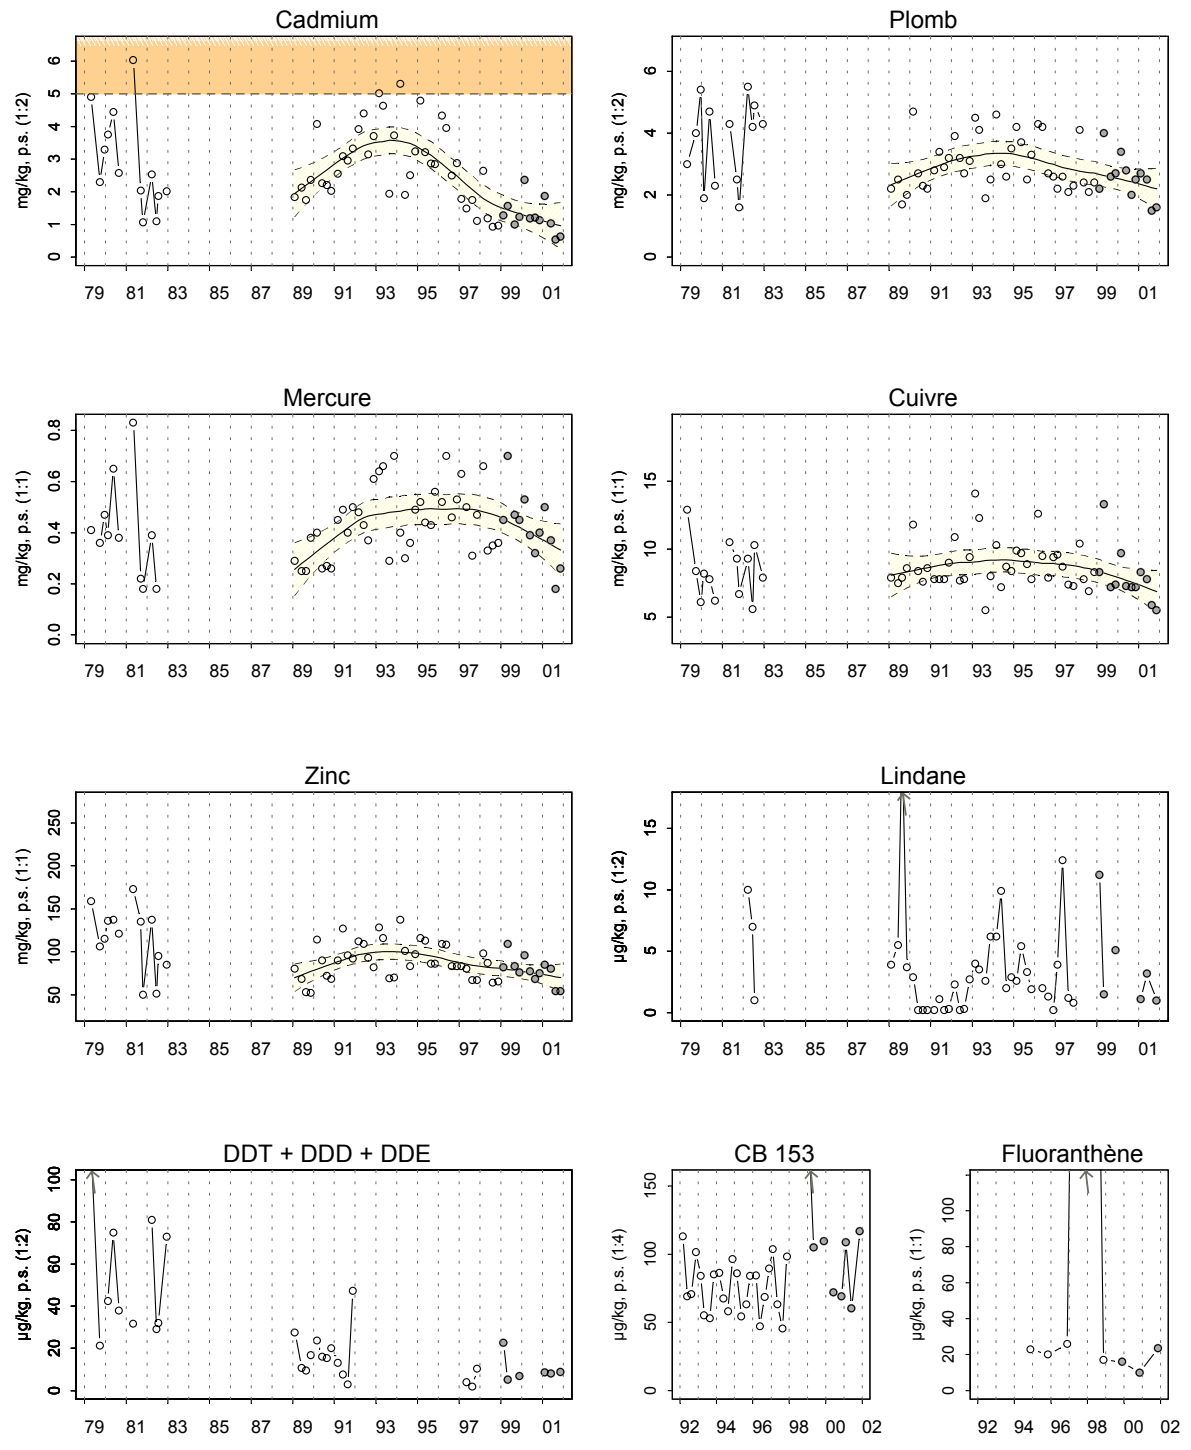 Cadmium
Plomb
mg/kg, p.s. (1:2)
0 1 2 3 4 5 6
79 81 83 85 87 89 91 93 95 97 99 01
mg/kg, p.s. (1:2)
0 2 4 6
79 81 83 85 87 89 91 93 95 97 99 01
Mercure
Cuivre
mg/kg, p.s. (1:1)
0.0 0.2 0.4 0.6 0.8
79 81 83 85 87 89 91 93 95 97 99 01
mg/kg, p.s. (1:1)
5 10 15
79 81 83 85 87 89 91 93 95 97 99 01
Zinc
Lindane
mg/kg, p.s. (1:1)
50 100 150 200 250
79 81 83 85 87 89 91 93 95 97 99 01
µg/kg, p.s. (1:2)
0 5 10 15
79 81 83 85 87 89 91 93 95 97 99 01
DDT + DDD + DDE
CB 153
Fluoranthène
µg/kg, p.s. (1:2)
0 20 40 60 80 100
79 81 83 85 87 89 91 93 95 97 99 01
µg/kg, p.s. (1:4)
0 50 100 150
92 94 96 98 00 02
µg/kg, p.s. (1:1)
0 20 40 60 80 100
92 94 96 98 00 02